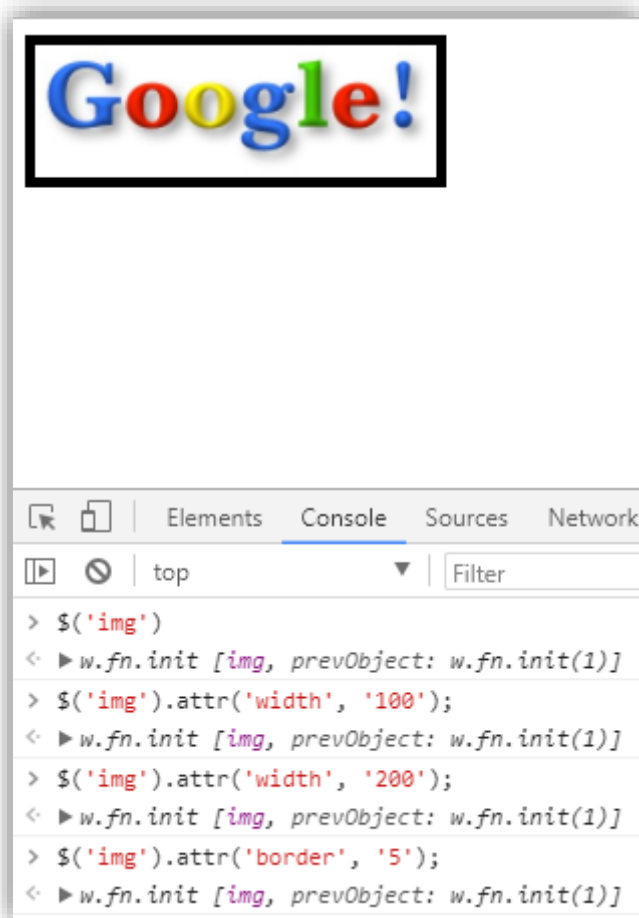 Google!
Elements Console Sources Network
top ▼ Filter
> $('img')
<· ▶w.fn.init [img, prevObject: w.fn.init(1)]
> $('img').attr('width', '100');
<· ▶w.fn.init [img, prevObject: w.fn.init(1)]
> $('img').attr('width', '200');
<· ▶w.fn.init [img, prevObject: w.fn.init(1)]
> $('img').attr('border', '5');
<· ▶w.fn.init [img, prevObject: w.fn.init(1)]